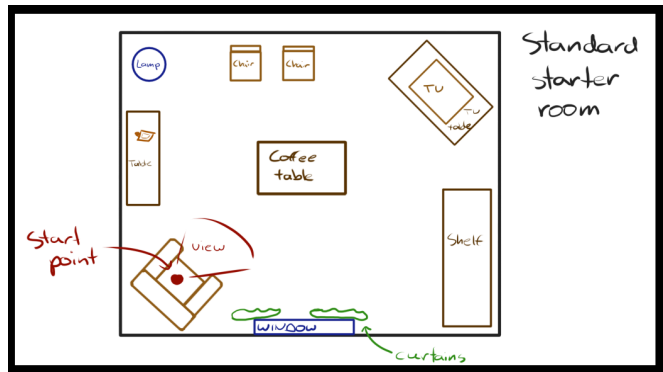 Standard
starter
room
Lamp
Chair
Chair
TV
TV
table
Table
Coffee
table
Start
point
view
Shelf
WINDOW
curtains